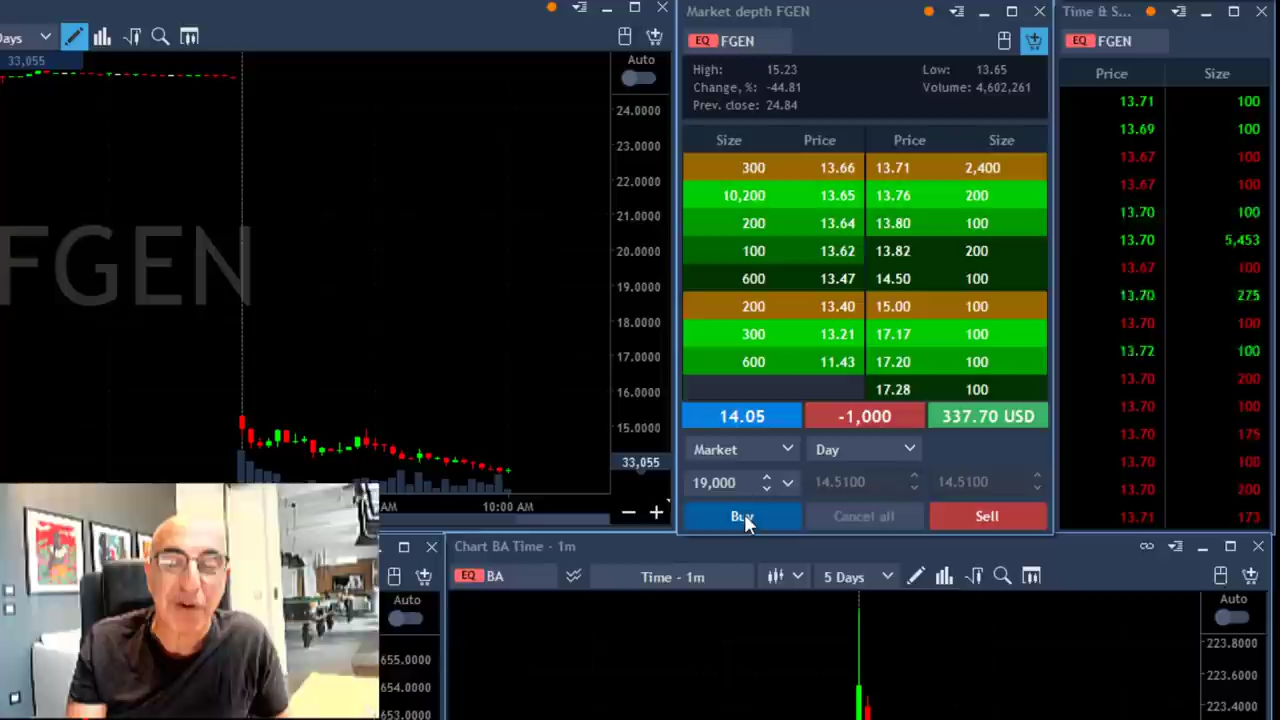 Days
33,055
Auto
24.0000
23.0000
22.0000
21.0000
20.0000
19.0000
18.0000
17.0000
16.0000
15.0000
33,055
FGEN
AM
10:00 AM
Market depth FGEN
EQ FGEN
High: 15.23 Low: 13.65
Change, %: -44.81 Volume: 4,602,261
Prev. close: 24.84
Size Price Price Size
300 13.66 13.71 2,400
10,200 13.65 13.76 200
200 13.64 13.80 100
100 13.62 13.82 200
600 13.47 14.50 100
200 13.40 15.00 100
300 13.21 17.17 100
600 11.43 17.20 100
17.28 100
14.05 -1,000 337.70 USD
Market Day
19,000 14.5100 14.5100
Buy Cancel all Sell
Time & S...
EQ FGEN
Price Size
13.71 100
13.69 100
13.67 100
13.67 100
13.70 100
13.70 5,453
13.67 100
13.70 275
13.70 100
13.72 100
13.70 200
13.70 100
13.70 175
13.70 100
13.70 200
13.71 173
Auto
655.0000
654.0000
653.0000
Chart BA Time - 1m
EQ BA Time - 1m 5 Days
Auto
223.8000
223.6000
223.4000